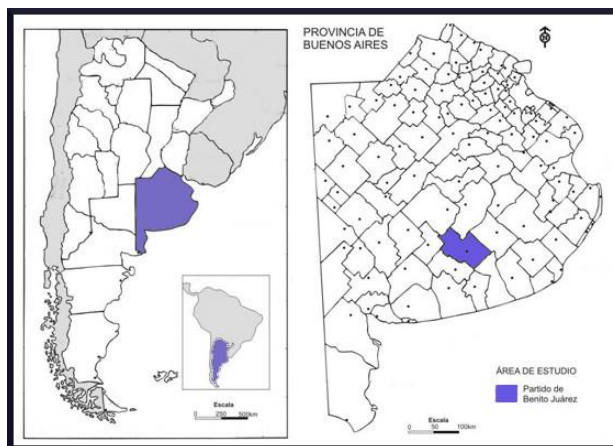 PROVINCIA DE
BUENOS AIRES
Escala
0 250 500km
ÁREA DE ESTUDIO
Partido de
Benito Juárez
Escala
0 50 100km